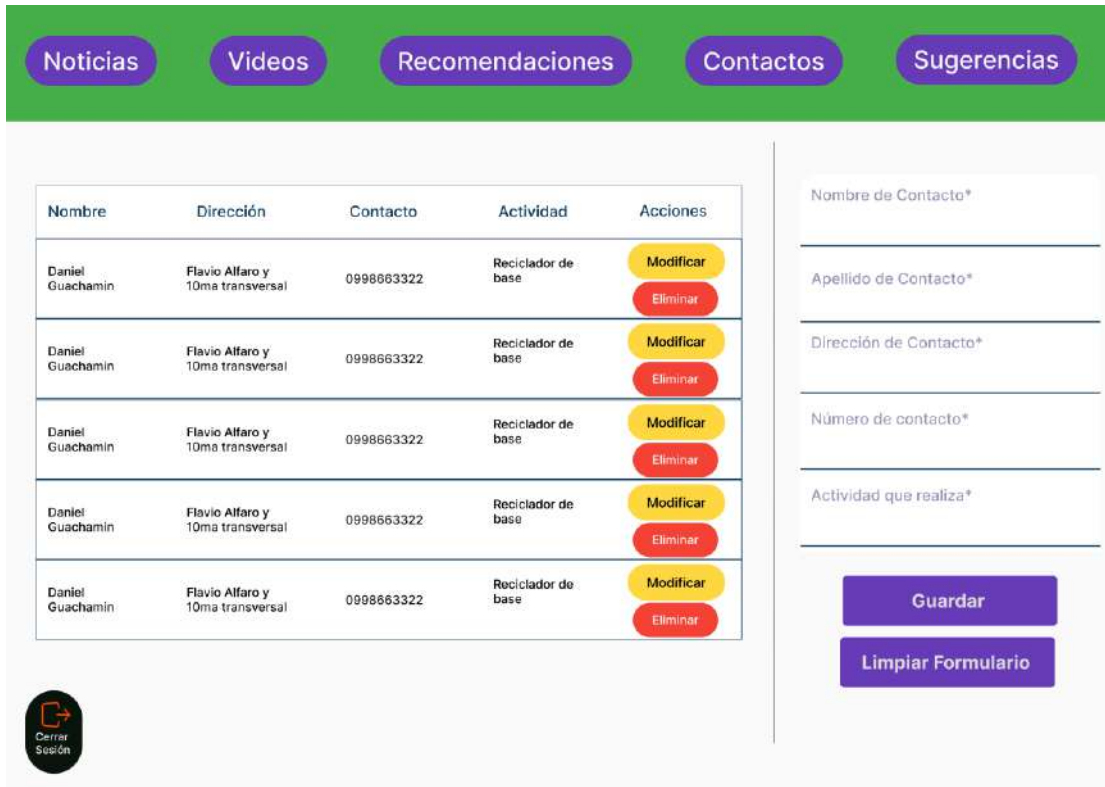 Noticias Videos Recomendaciones Contactos Sugerencias
Nombre Dirección Contacto Actividad Acciones
Daniel Guachamin Flavio Alfaro y 10ma transversal 0998663322 Reciclador de base Modificar Eliminar
Daniel Guachamin Flavio Alfaro y 10ma transversal 0998663322 Reciclador de base Modificar Eliminar
Daniel Guachamin Flavio Alfaro y 10ma transversal 0998663322 Reciclador de base Modificar Eliminar
Daniel Guachamin Flavio Alfaro y 10ma transversal 0998663322 Reciclador de base Modificar Eliminar
Daniel Guachamin Flavio Alfaro y 10ma transversal 0998663322 Reciclador de base Modificar Eliminar
Nombre de Contacto*
Apellido de Contacto*
Dirección de Contacto*
Número de contacto*
Actividad que realiza*
Guardar
Limpiar Formulario
Cerrar
Sesión